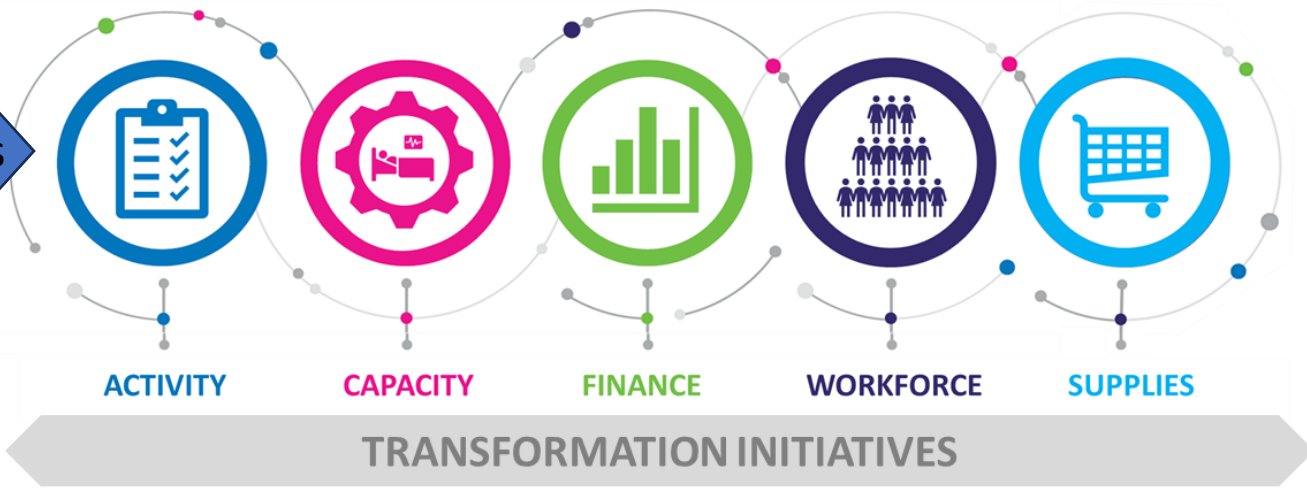 ACTIVITY
CAPACITY
FINANCE
WORKFORCE
SUPPLIES
TRANSFORMATION INITIATIVES